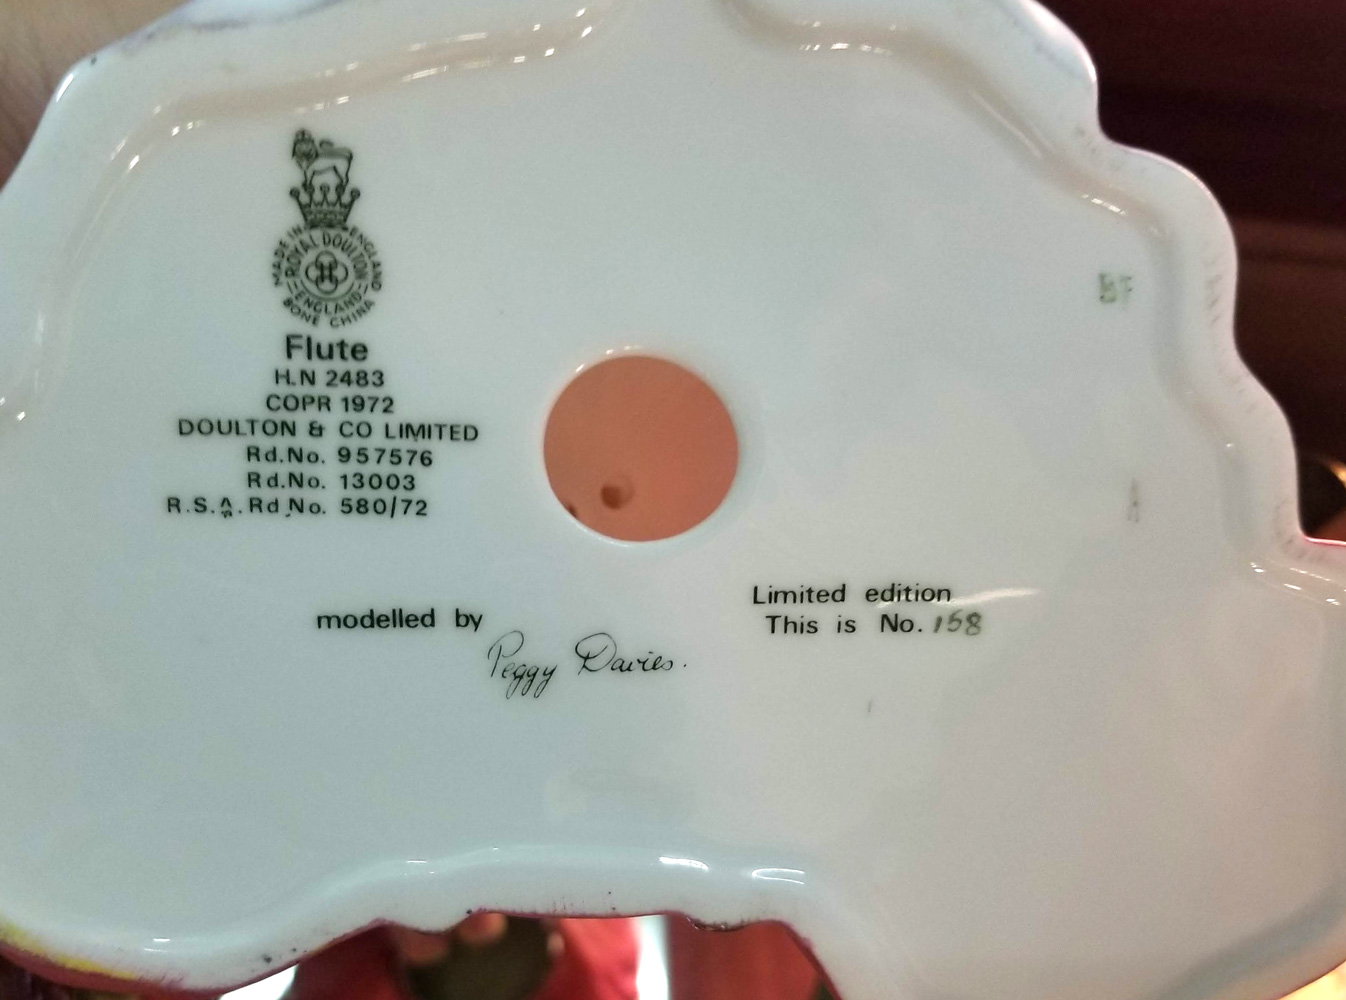 MADE IN ENGLAND
ROYAL DOULTON
ENGLAND
BONE CHINA
Flute
H.N 2483
COPR 1972
DOULTON & CO LIMITED
Rd.No. 957576
Rd.No. 13003
R.S.A.Rd.No. 580/72
modelled by
Peggy Davies.
Limited edition
This is No. 158